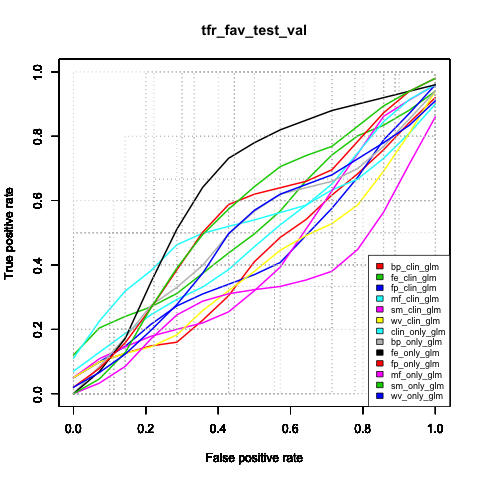 tfr_fav_test_val
True positive rate
1.0
0.8
0.6
0.4
0.2
0.0
0.0 0.2 0.4 0.6 0.8 1.0
False positive rate
bp_clin_glm
fe_clin_glm
fp_clin_glm
mf_clin_glm
sm_clin_glm
wv_clin_glm
clin_only_glm
bp_only_glm
fe_only_glm
fp_only_glm
mf_only_glm
sm_only_glm
wv_only_glm